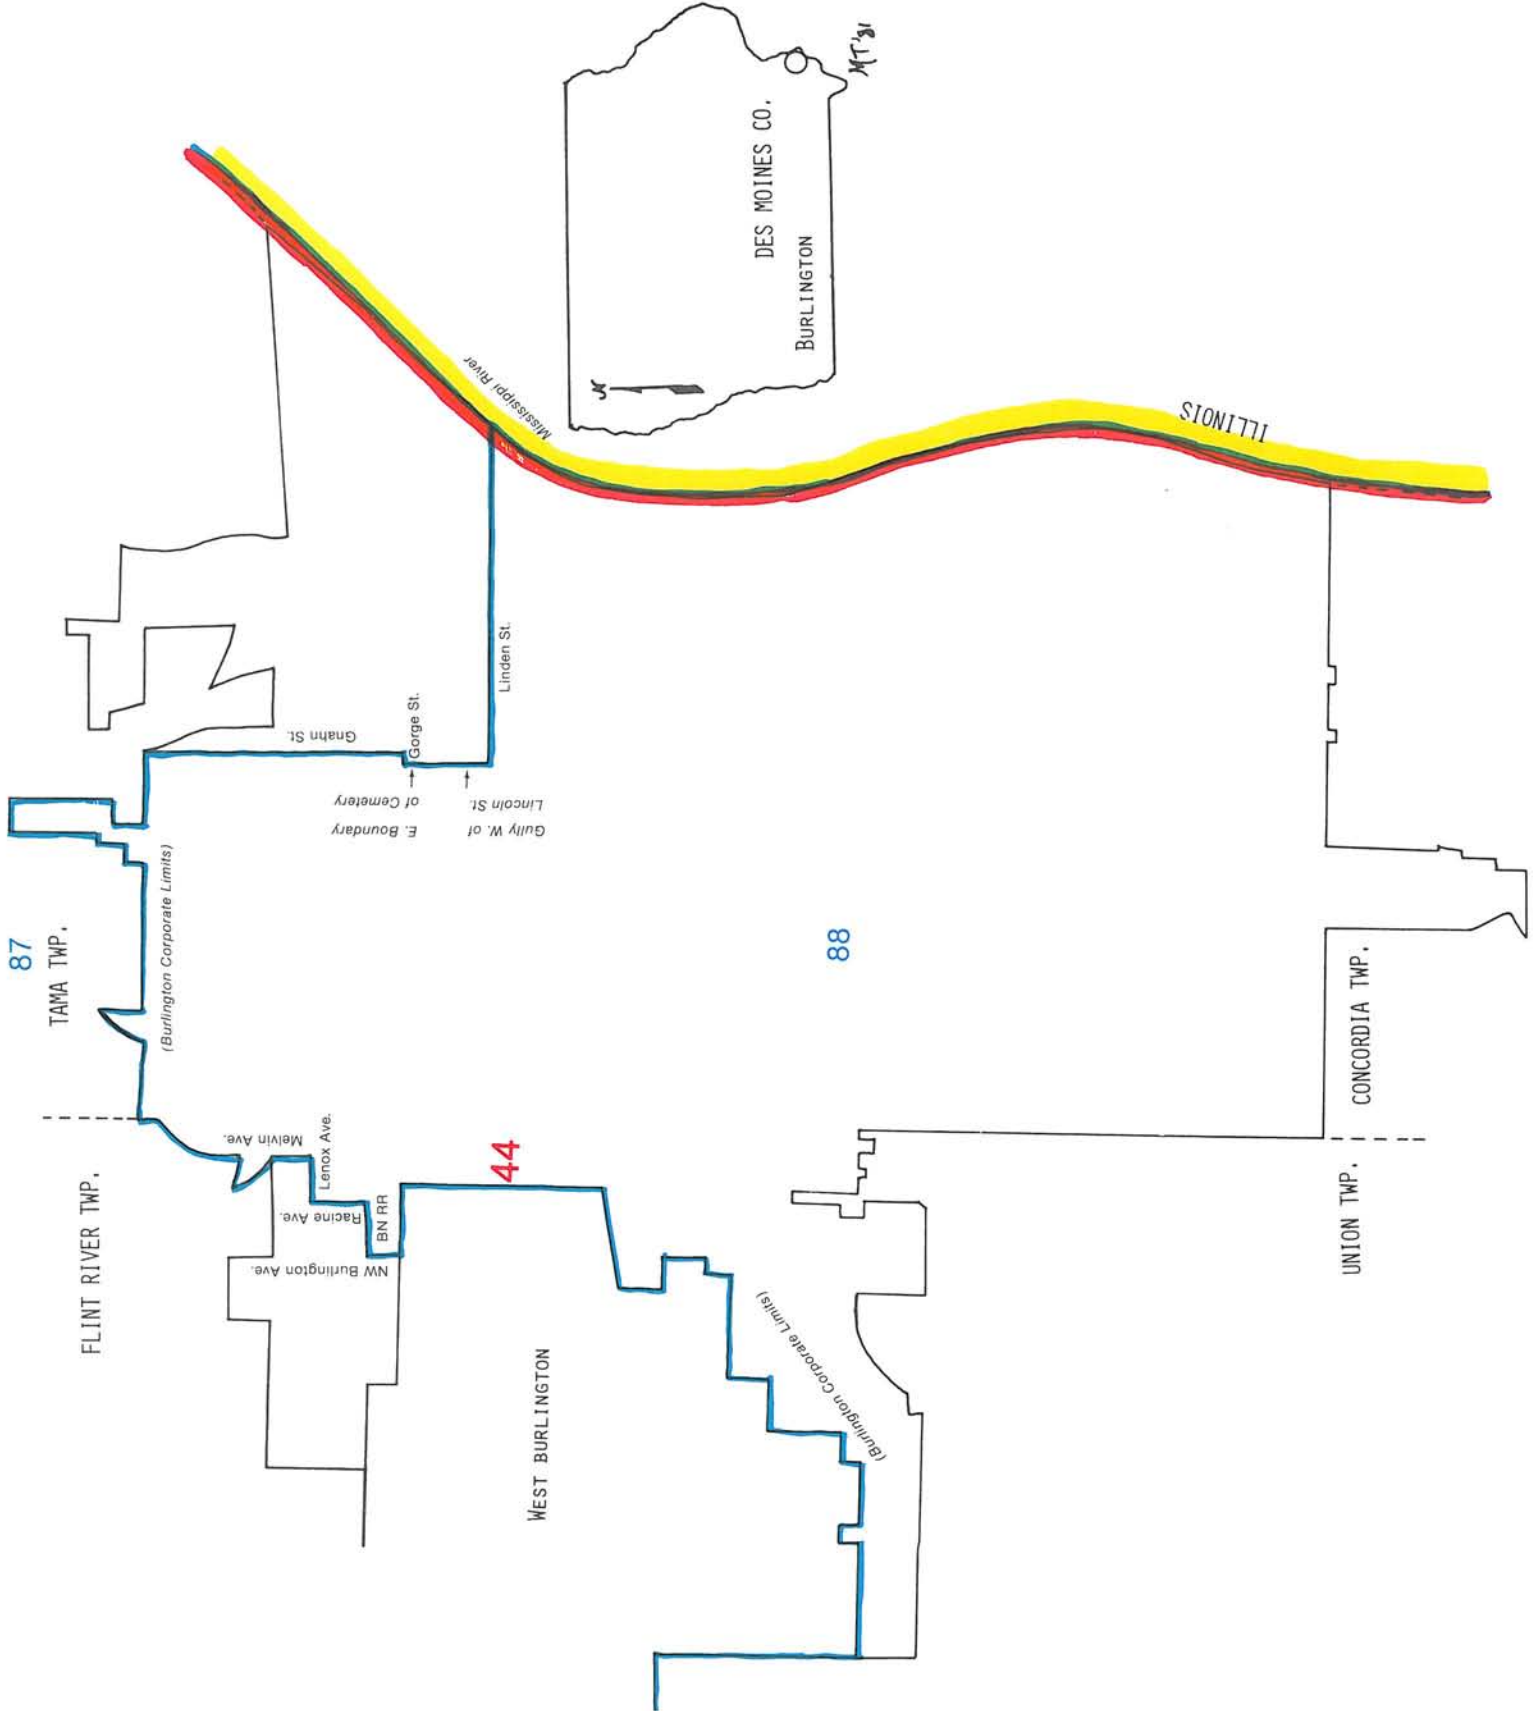 87
TAMA TWP.
(Burlington Corporate Limits)
FLINT RIVER TWP.
Melvin Ave.
Lenox Ave.
Racine Ave.
BN RR
NW Burlington Ave.
44
WEST BURLINGTON
(Burlington Corporate Limits)
88
Gnahn St.
Gorge St.
E. Boundary
of Cemetery
Gully W. of
Lincoln St.
Linden St.
Mississippi River
ILLINOIS
N
DES MOINES CO.
BURLINGTON
MT'81
UNION TWP.
CONCORDIA TWP.